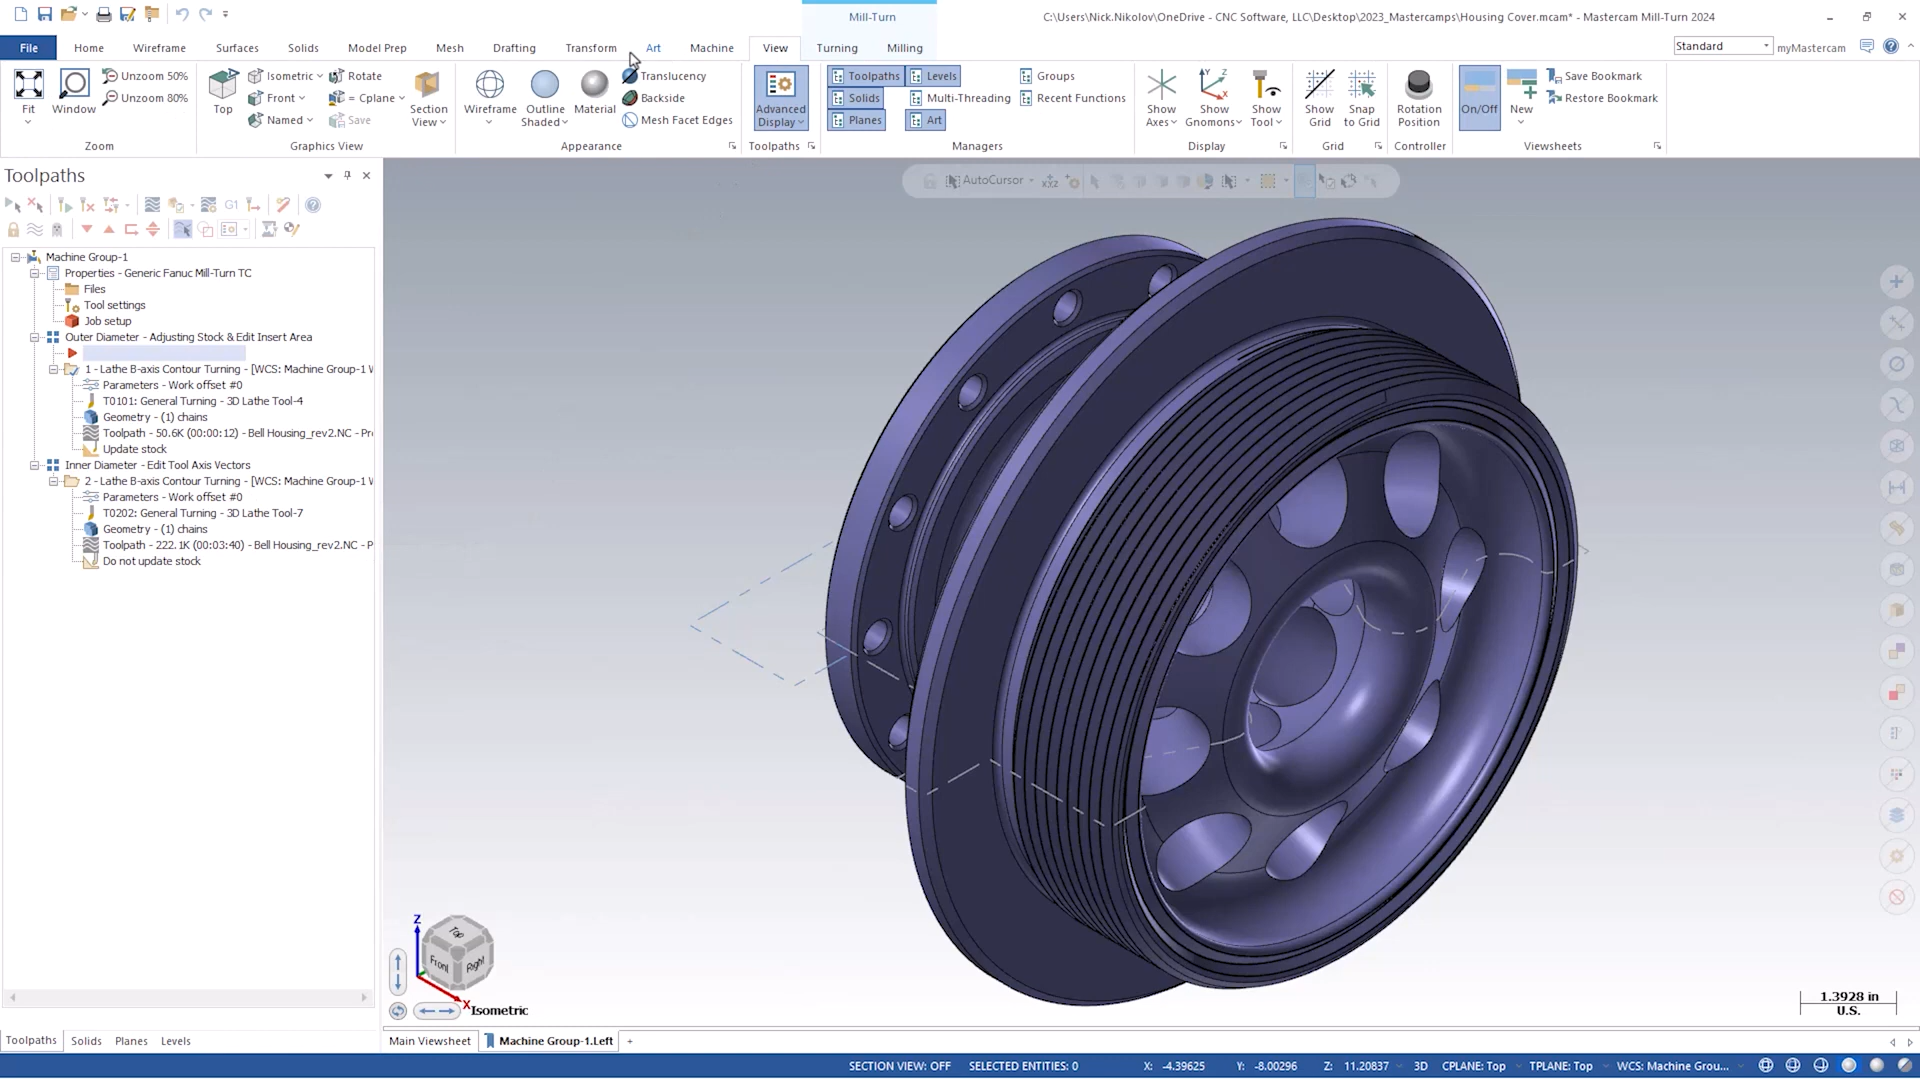 Mill-Turn
C:\Users\Nick.Nikolov\OneDrive - CNC Software, LLC\Desktop\2023_Mastercamps\Housing Cover.mcam* - Mastercam Mill-Turn 2024
File Home Wireframe Surfaces Solids Model Prep Mesh Drafting Transform Art Machine View Turning Milling Standard myMastercam
Fit
Window
Unzoom 50%
Unzoom 80%
Zoom
Top
Isometric
Front
Named
Rotate
= Cplane
Save
Section
View
Graphics View
Wireframe
Outline
Shaded
Material
Translucency
Backside
Mesh Facet Edges
Appearance
Advanced
Display
Toolpaths
Toolpaths
Solids
Planes
Levels
Multi-Threading
Art
Groups
Recent Functions
Managers
Show
Axes
Show
Gnomons
Show
Tool
Display
Show
Grid
Snap
to Grid
Grid
Rotation
Position
Controller
On/Off
New
Save Bookmark
Restore Bookmark
Viewsheets
Toolpaths
G1
AutoCursor
Machine Group-1
Properties - Generic Fanuc Mill-Turn TC
Files
Tool settings
Job setup
Outer Diameter - Adjusting Stock & Edit Insert Area
1 - Lathe B-axis Contour Turning - [WCS: Machine Group-1
Parameters - Work offset #0
T0101: General Turning - 3D Lathe Tool-4
Geometry - (1) chains
Toolpath - 50.6K (00:00:12) - Bell Housing_rev2.NC - Pr
Update stock
Inner Diameter - Edit Tool Axis Vectors
2 - Lathe B-axis Contour Turning - [WCS: Machine Group-1
Parameters - Work offset #0
T0202: General Turning - 3D Lathe Tool-7
Geometry - (1) chains
Toolpath - 222.1K (00:03:40) - Bell Housing_rev2.NC - P
Do not update stock
Z
Top
Front
Right
X
Isometric
1.3928 in
U.S.
Toolpaths Solids Planes Levels
Main Viewsheet Machine Group-1.Left +
SECTION VIEW: OFF SELECTED ENTITIES: 0 X: -4.39625 Y: -8.00296 Z: 11.20837 3D CPLANE: Top TPLANE: Top WCS: Machine Grou...